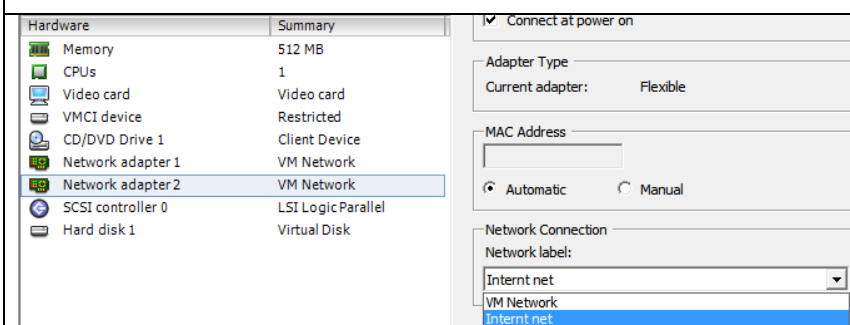 Hardware Summary
Memory 512 MB
CPUs 1
Video card Video card
VMCI device Restricted
CD/DVD Drive 1 Client Device
Network adapter 1 VM Network
Network adapter 2 VM Network
SCSI controller 0 LSI Logic Parallel
Hard disk 1 Virtual Disk
Connect at power on
Adapter Type
Current adapter: Flexible
MAC Address
Automatic Manual
Network Connection
Network label:
Internt net
VM Network
Internt net